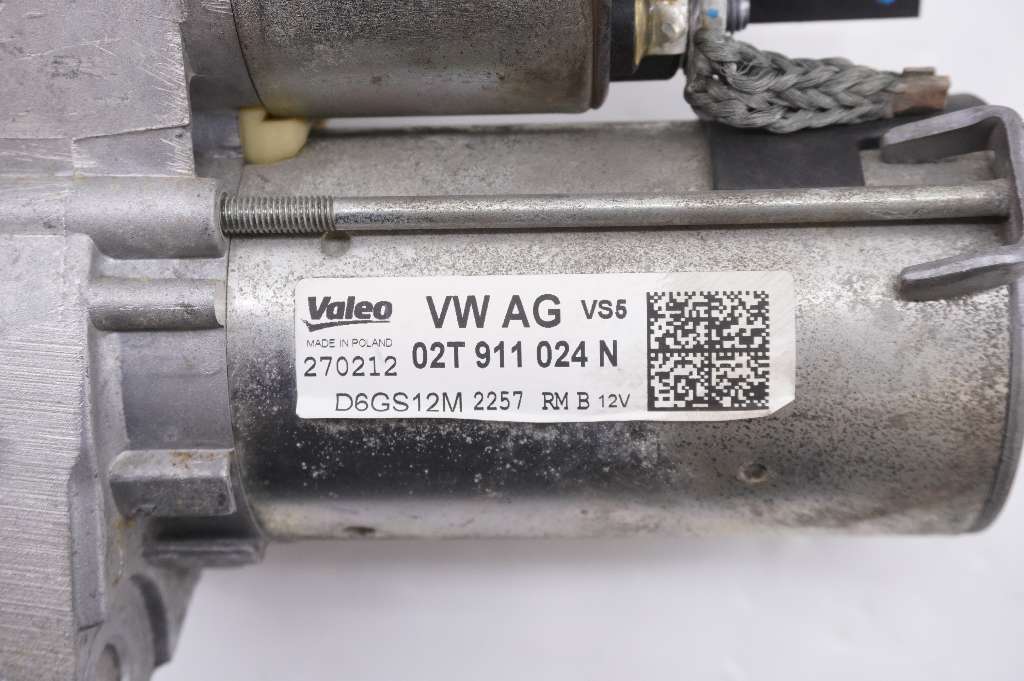 Valeo VW AG VS5
MADE IN POLAND
270212 02T 911 024 N
D6GS12M 2257 RM B 12V